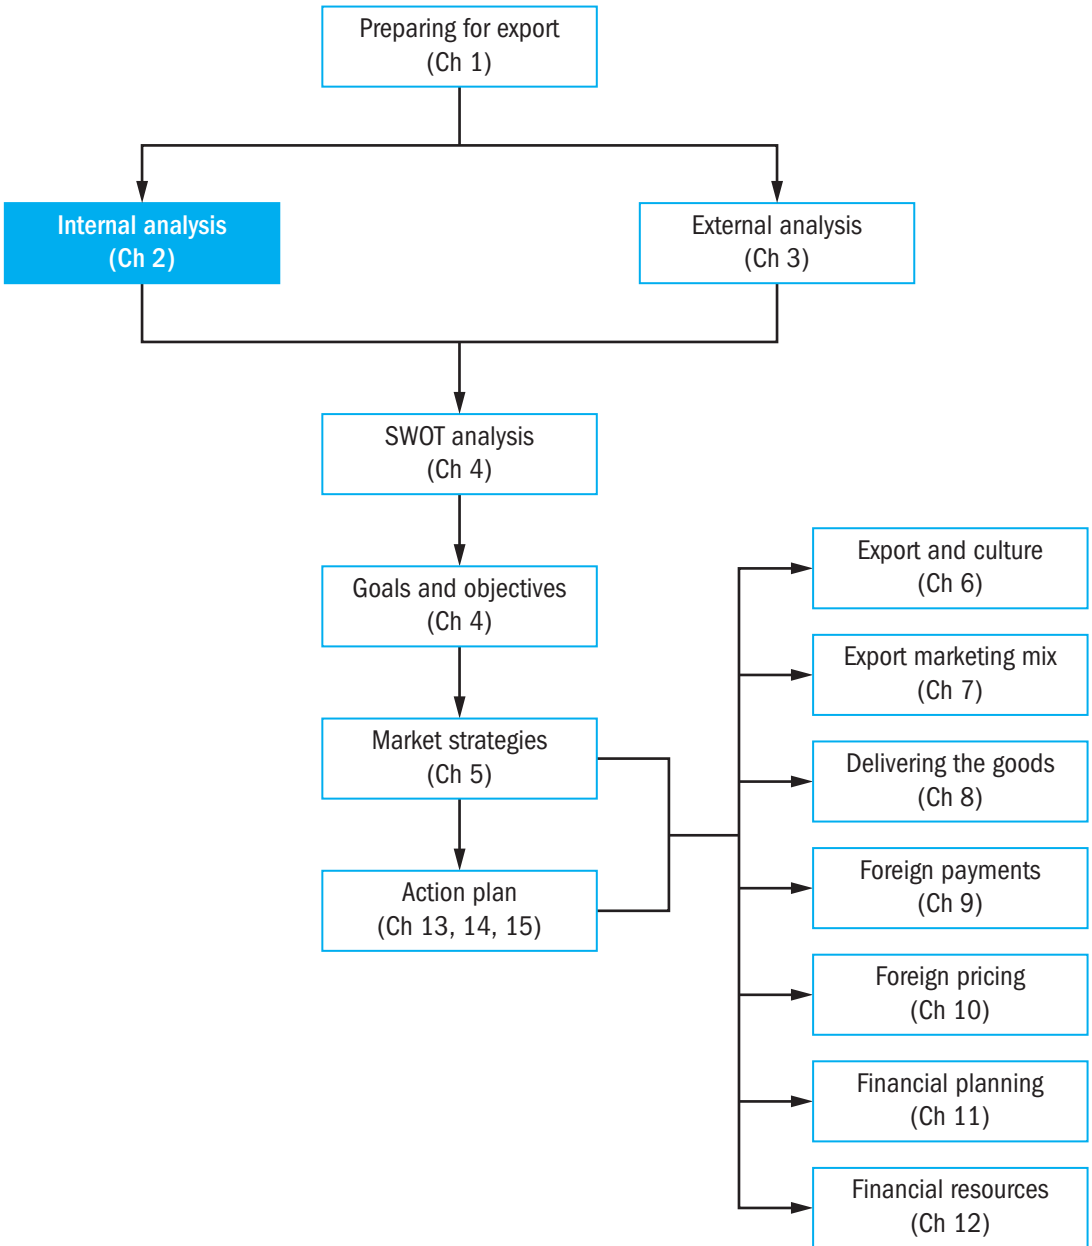 Preparing for export
(Ch 1)
Internal analysis
(Ch 2)
External analysis
(Ch 3)
SWOT analysis
(Ch 4)
Goals and objectives
(Ch 4)
Market strategies
(Ch 5)
Action plan
(Ch 13, 14, 15)
Export and culture
(Ch 6)
Export marketing mix
(Ch 7)
Delivering the goods
(Ch 8)
Foreign payments
(Ch 9)
Foreign pricing
(Ch 10)
Financial planning
(Ch 11)
Financial resources
(Ch 12)